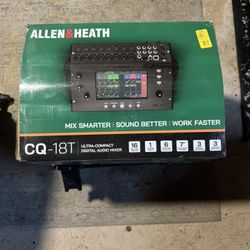 ALLEN&HEATH
MIX SMARTER | SOUND BETTER | WORK FASTER
CQ-18T
ULTRA-COMPACT
DIGITAL AUDIO MIXER
16 1 6 7 3 3